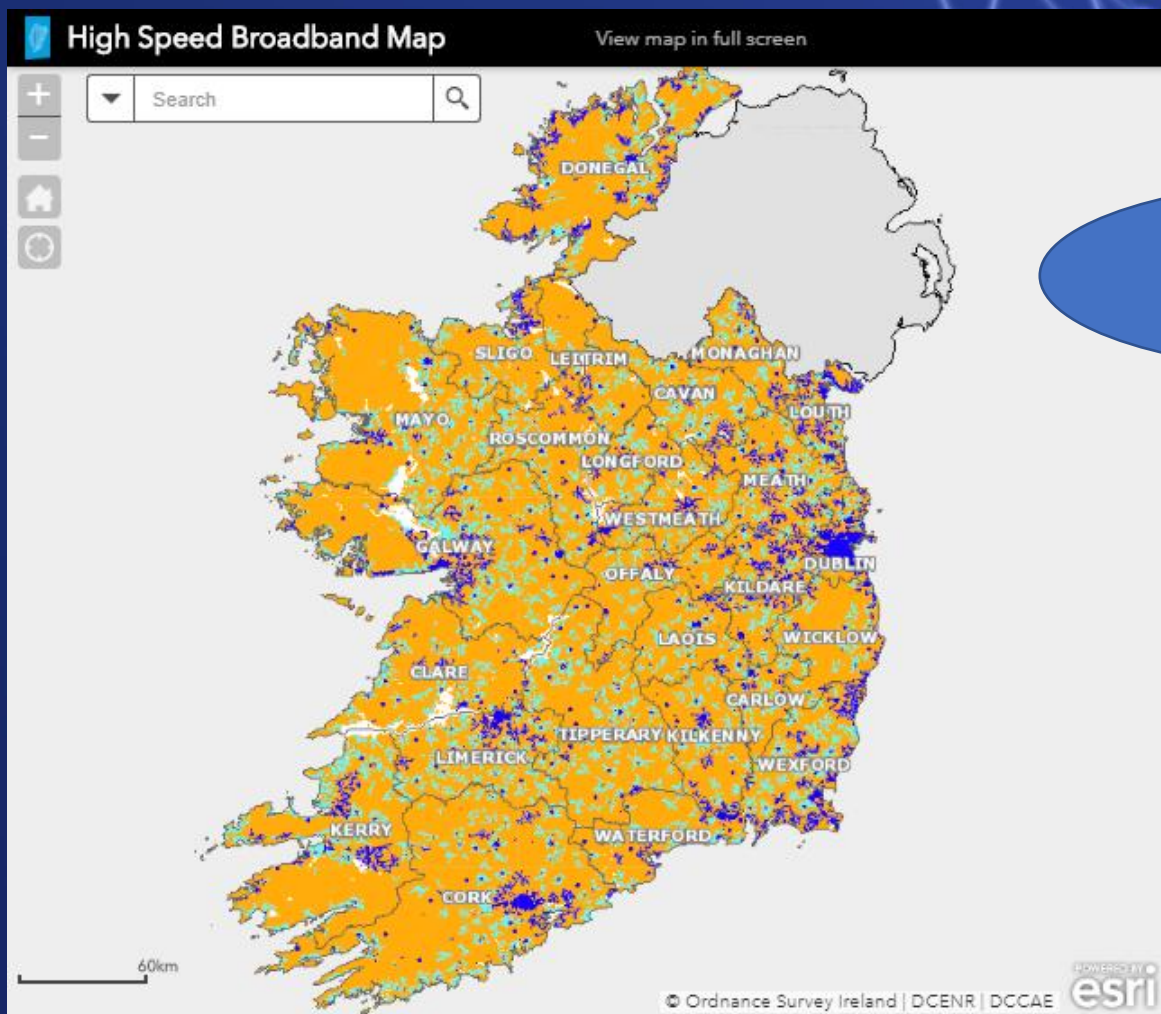 High Speed Broadband Map
View map in full screen
+
Search
−
DONEGAL
SLIGO
LEITRIM
MONAGHAN
CAVAN
LOUTH
MAYO
ROSCOMMON
LONGFORD
MEATH
WESTMEATH
GALWAY
DUBLIN
OFFALY
KILDARE
LAOIS
WICKLOW
CLARE
CARLOW
TIPPERARY
KILKENNY
LIMERICK
WEXFORD
KERRY
WATERFORD
CORK
60km
© Ordnance Survey Ireland | DCENR | DCCAE
POWERED BY
esri